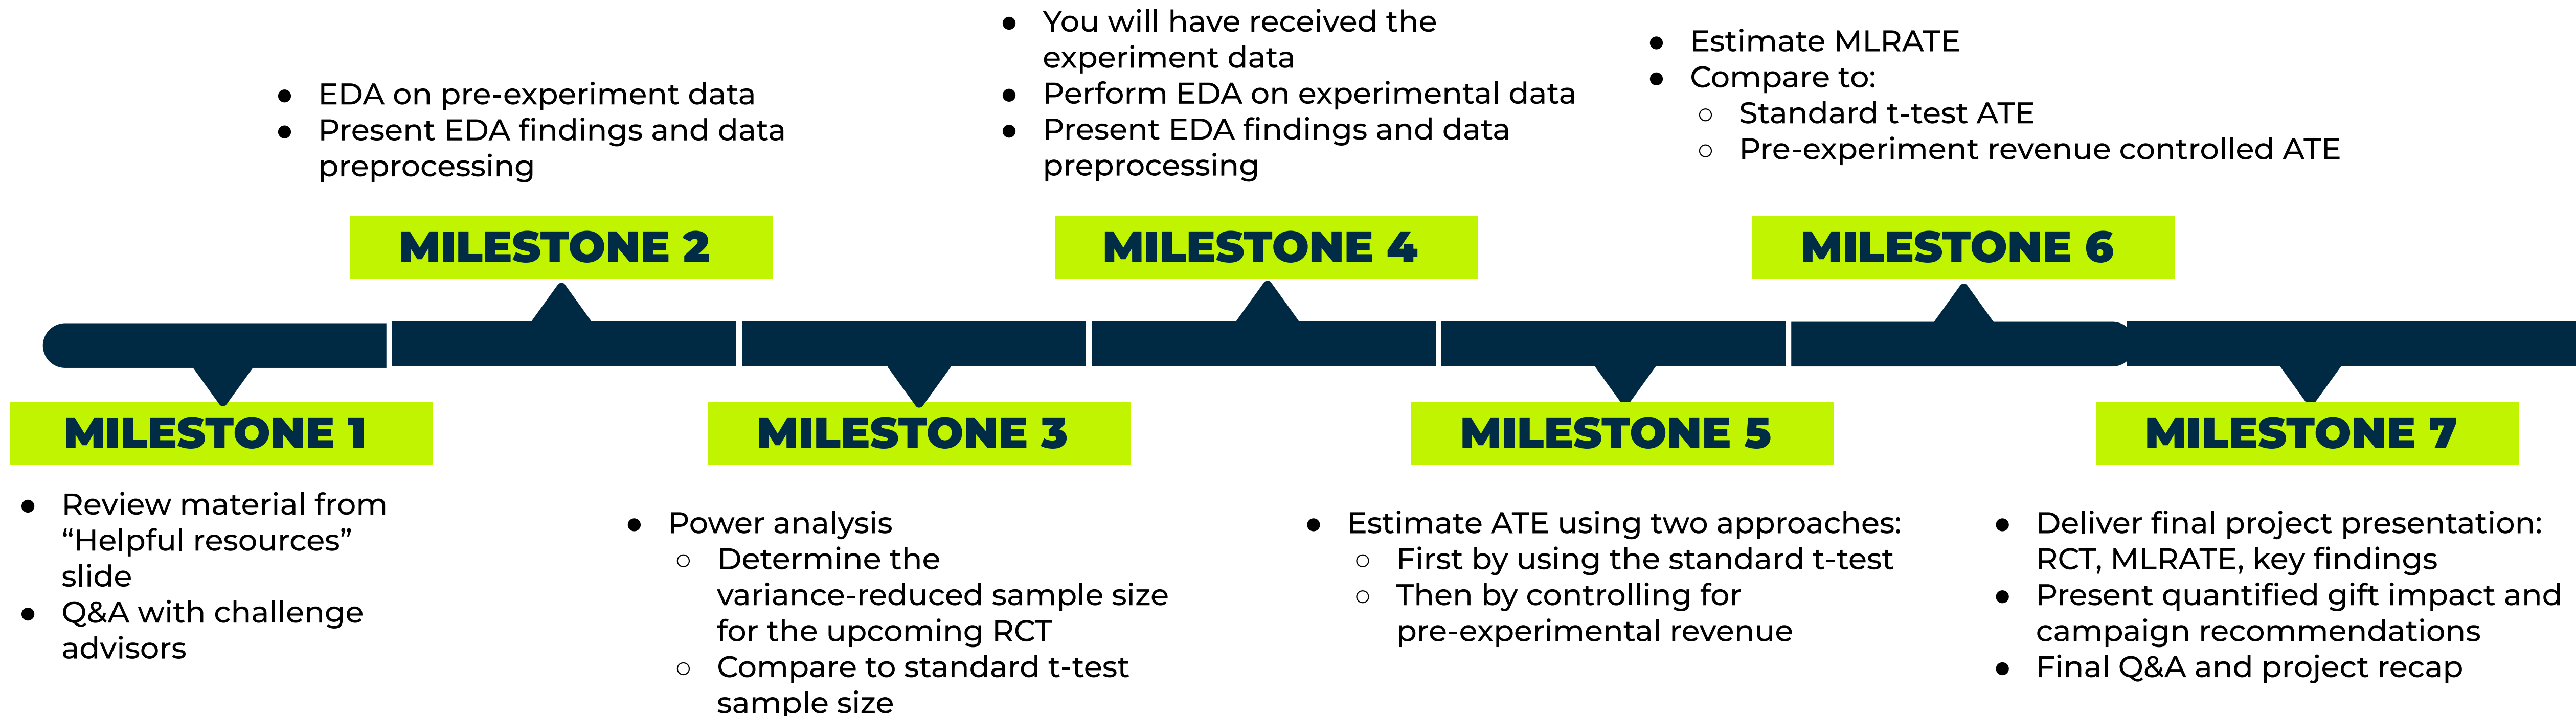 MILESTONE 1
● Review material from
“Helpful resources”
slide
● Q&A with challenge
advisors
● EDA on pre-experiment data
● Present EDA findings and data
preprocessing
MILESTONE 2
MILESTONE 3
● Power analysis
○ Determine the
variance-reduced sample size
for the upcoming RCT
○ Compare to standard t-test
sample size
● You will have received the
experiment data
● Perform EDA on experimental data
● Present EDA findings and data
preprocessing
MILESTONE 4
MILESTONE 5
● Estimate ATE using two approaches:
○ First by using the standard t-test
○ Then by controlling for
pre-experimental revenue
● Estimate MLRATE
● Compare to:
○ Standard t-test ATE
○ Pre-experiment revenue controlled ATE
MILESTONE 6
MILESTONE 7
● Deliver final project presentation:
RCT, MLRATE, key findings
● Present quantified gift impact and
campaign recommendations
● Final Q&A and project recap